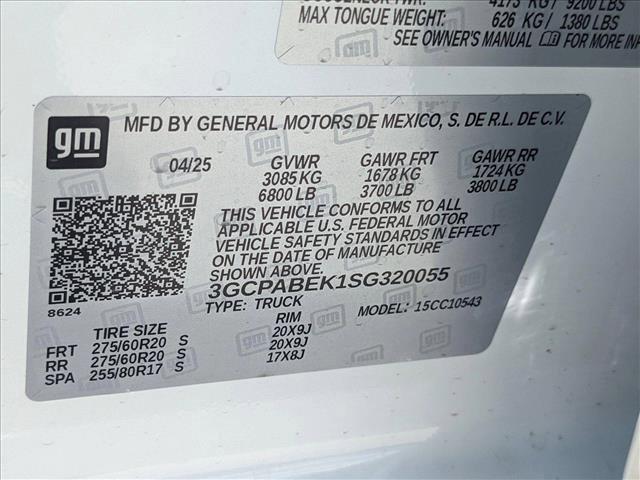 4173 KG / 9200 LBS
MAX TONGUE WEIGHT: 626 KG / 1380 LBS
SEE OWNER'S MANUAL FOR MORE
gm
MFD BY GENERAL MOTORS DE MEXICO, S. DE R.L. DE C.V.
04/25 GVWR GAWR FRT GAWR RR
3085 KG 1678 KG 1724 KG
6800 LB 3700 LB 3800 LB
THIS VEHICLE CONFORMS TO ALL
APPLICABLE U.S. FEDERAL MOTOR
VEHICLE SAFETY STANDARDS IN EFFECT
ON THE DATE OF MANUFACTURE
SHOWN ABOVE.
3GCPABEK1SG320055
8624
TYPE: TRUCK MODEL: 15CC10543
TIRE SIZE RIM
FRT 275/60R20 S 20X9J
RR 275/60R20 S 20X9J
SPA 255/80R17 S 17X8J